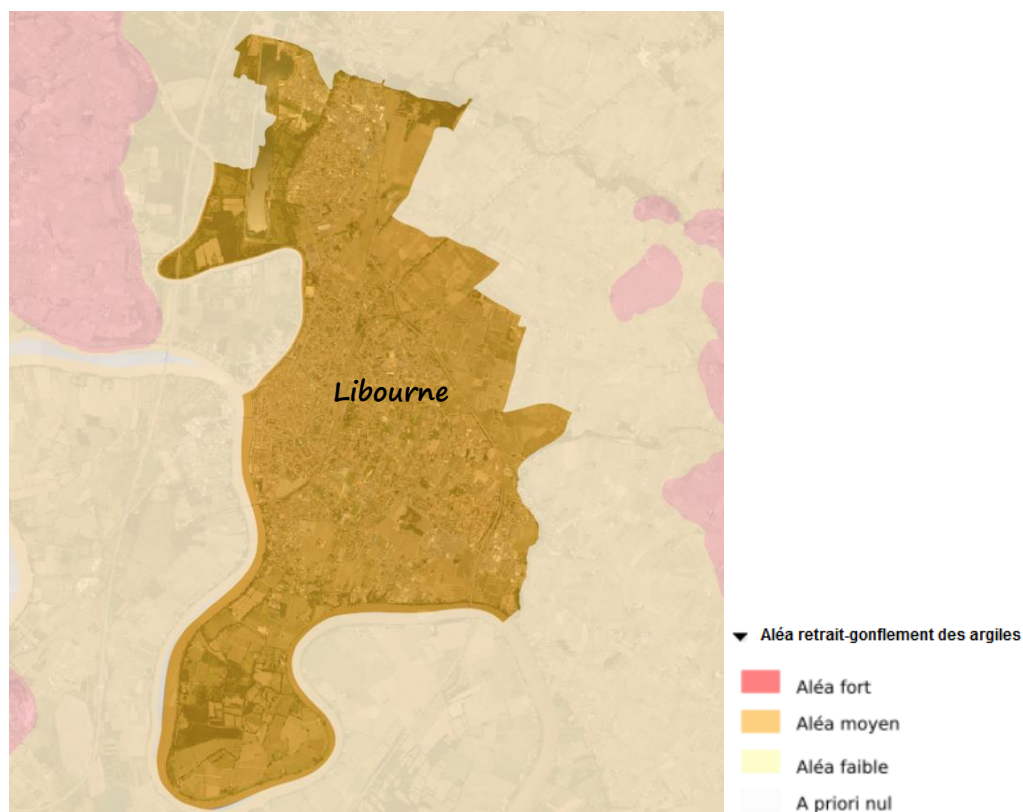 Libourne
Aléa retrait-gonflement des argiles
Aléa fort
Aléa moyen
Aléa faible
A priori nul